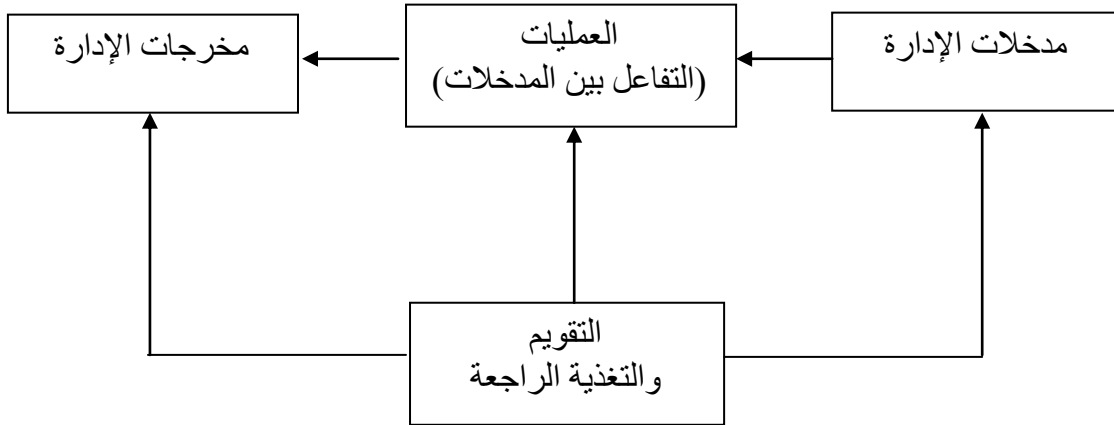 مدخلات الإدارة
العمليات
(التفاعل بين المدخلات)
مخرجات الإدارة
التقويم
والتغذية الراجعة